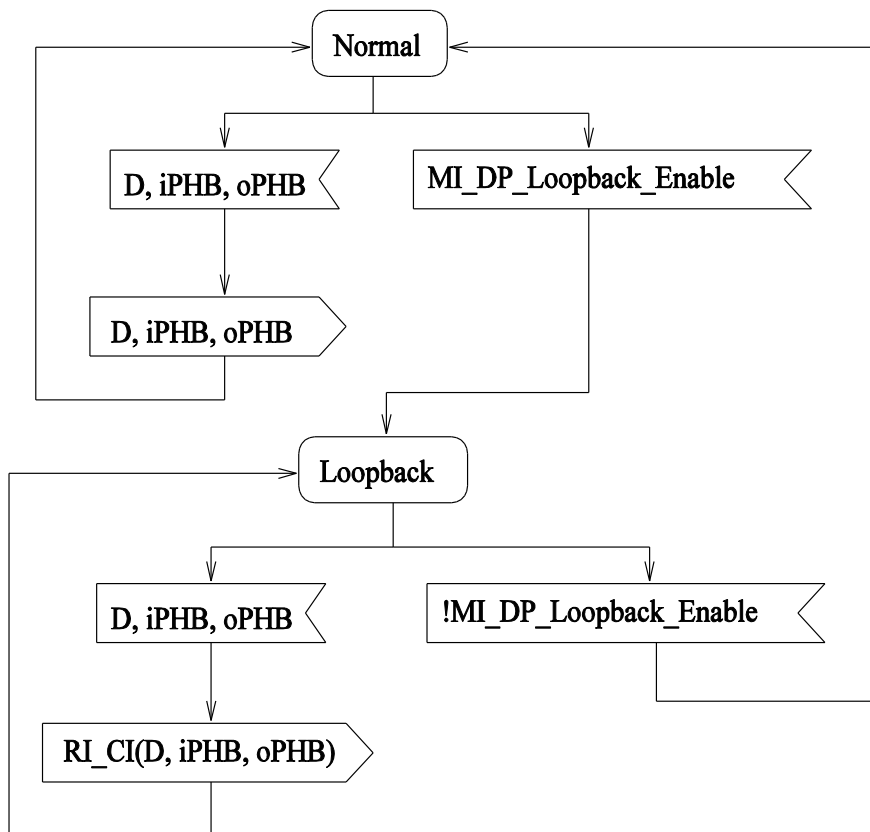 Normal
D, iPHB, oPHB
MI_DP_Loopback_Enable
D, iPHB, oPHB
Loopback
D, iPHB, oPHB
!MI_DP_Loopback_Enable
RI_CI(D, iPHB, oPHB)